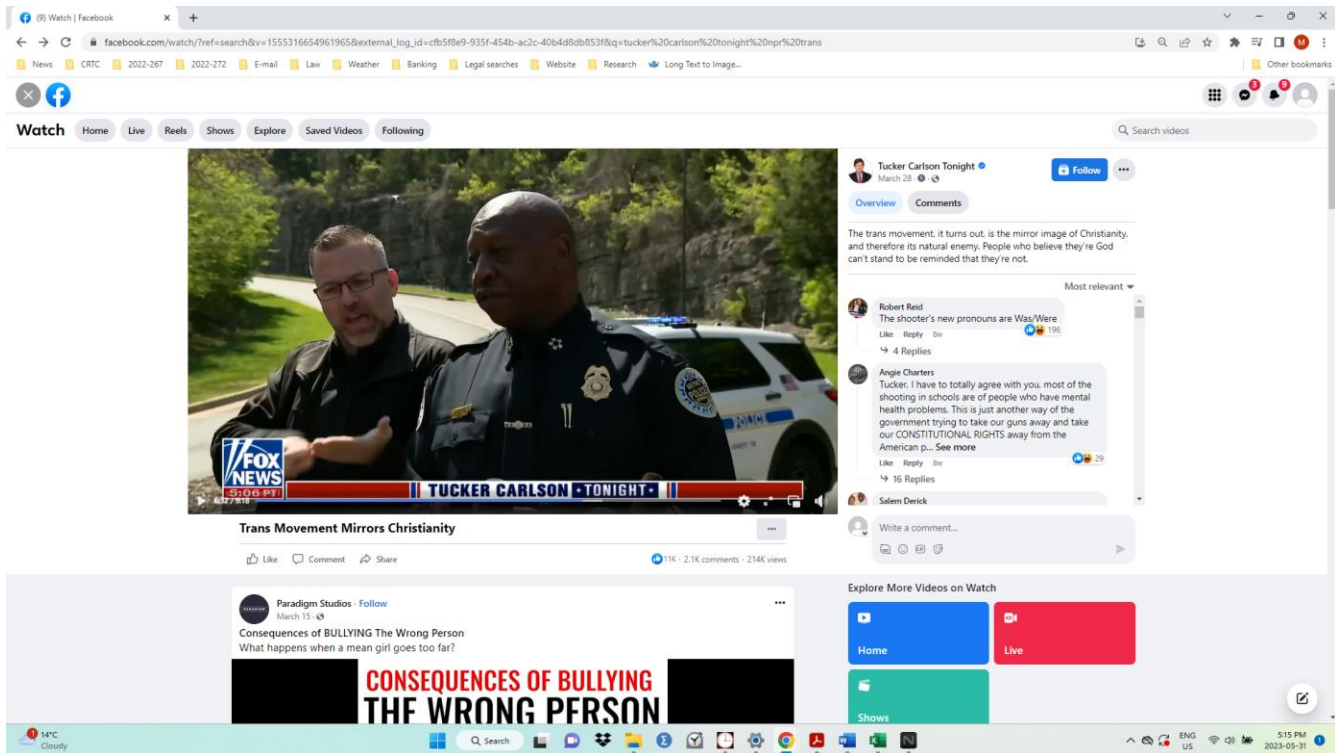 (9) Watch | Facebook
facebook.com/watch/?ref=search&v=1555316654961965&external_log_id=cfb5f8e9-935f-454b-ac2c-40b4d8db853f&q=tucker%20carlson%20tonight%20npr%20trans
M
News CRTC 2022-267 2022-272 E-mail Law Weather Banking Legal searches Website Research Long Text to Image... Other bookmarks
3 9
Watch Home Live Reels Shows Explore Saved Videos Following
Search videos
POLICE
FOX
NEWS
5:06 PT
TUCKER CARLSON TONIGHT
6:32 / 9:18
Trans Movement Mirrors Christianity
Like Comment Share
11K · 2.1K comments · 214K views
Tucker Carlson Tonight
March 28
Follow
Overview Comments
The trans movement, it turns out, is the mirror image of Christianity,
and therefore its natural enemy. People who believe they're God
can't stand to be reminded that they're not.
Most relevant
Robert Reid
The shooter's new pronouns are Was/Were
196
Like Reply 8w
4 Replies
Angie Charters
Tucker, I have to totally agree with you, most of the
shooting in schools are of people who have mental
health problems. This is just another way of the
government trying to take our guns away and take
our CONSTITUTIONAL RIGHTS away from the
American p... See more
29
Like Reply 8w
16 Replies
Salem Derick
Write a comment...
GIF
PARADIGM
Paradigm Studios · Follow
March 15
Consequences of BULLYING The Wrong Person
What happens when a mean girl goes too far?
CONSEQUENCES OF BULLYING
THE WRONG PERSON
Explore More Videos on Watch
Home
Live
Shows
1
14°C
Cloudy
Search
ENG
US
5:15 PM
2023-05-31